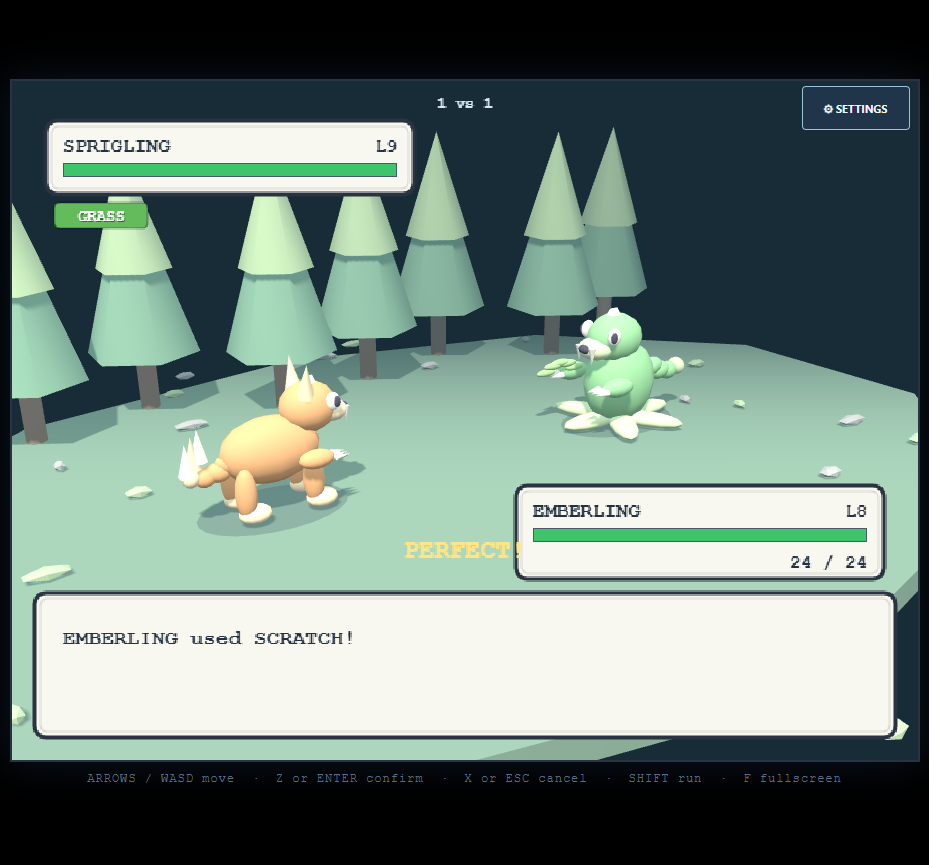 1 vs 1
⚙ SETTINGS
SPRIGLING L9
GRASS
EMBERLING L8
24 / 24
PERFECT!
EMBERLING used SCRATCH!
ARROWS / WASD move · Z or ENTER confirm · X or ESC cancel · SHIFT run · F fullscreen